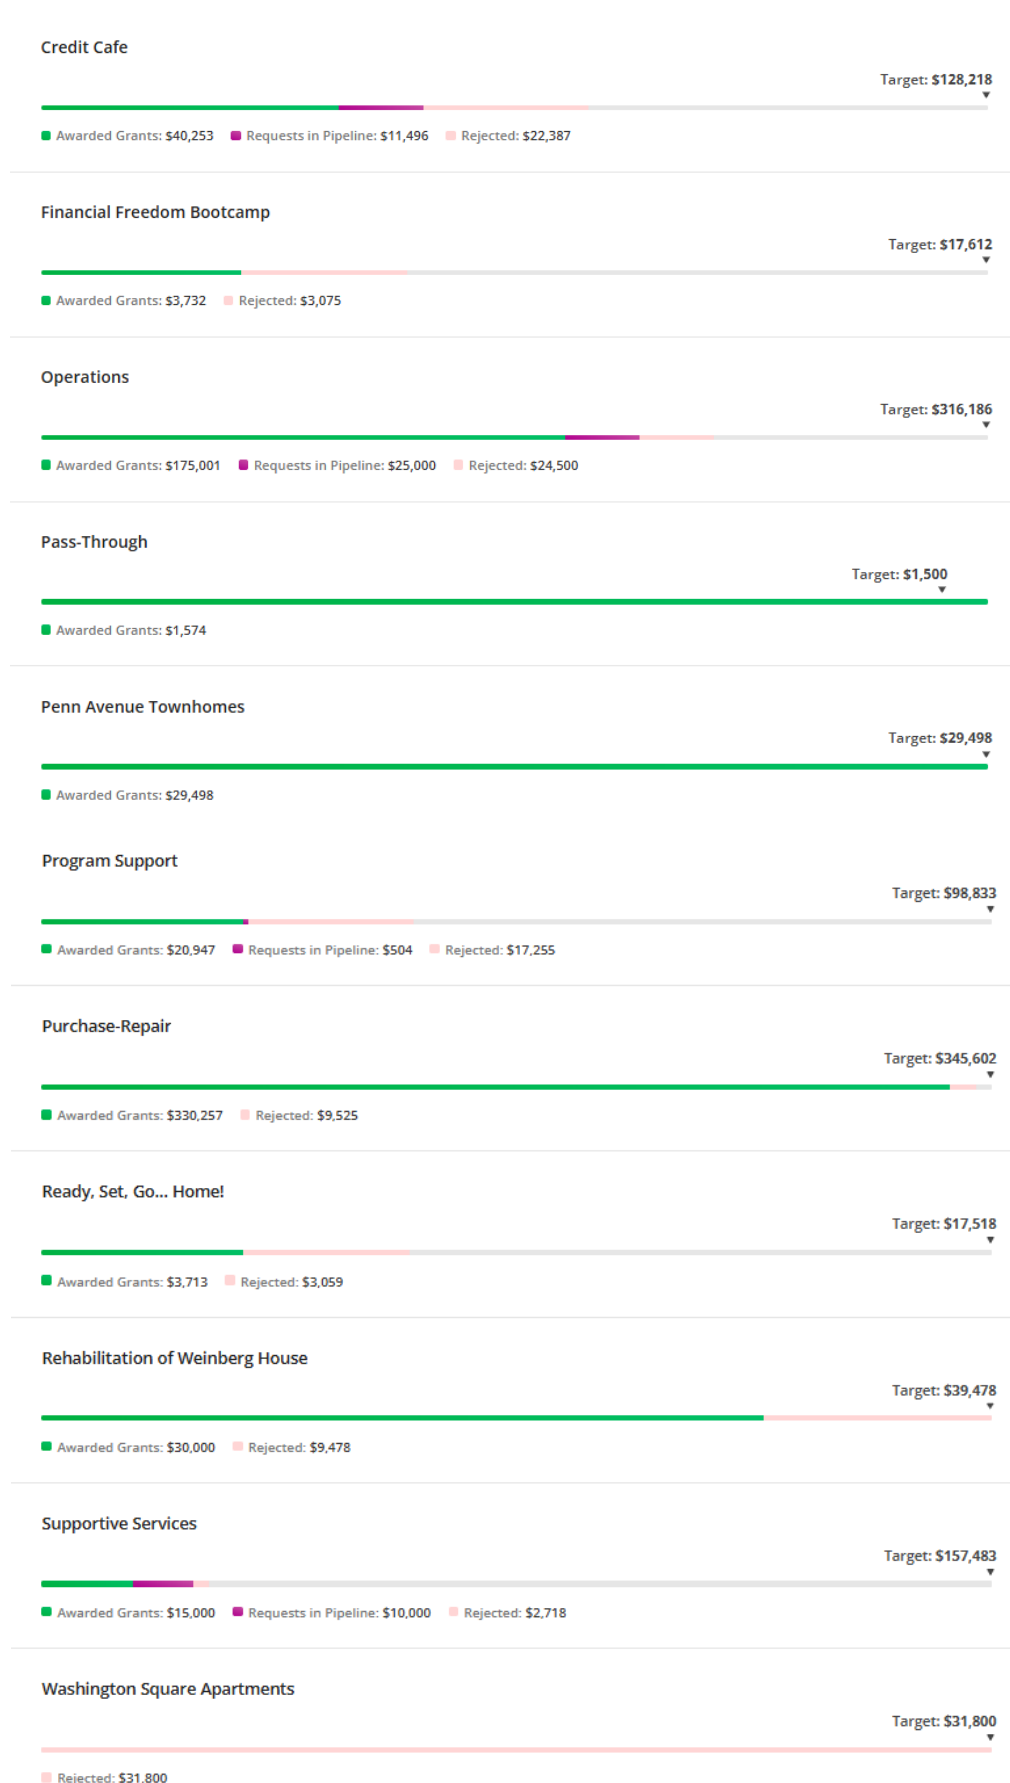 Credit Cafe
Target: $128,218
Awarded Grants: $40,253 Requests in Pipeline: $11,496 Rejected: $22,387
Financial Freedom Bootcamp
Target: $17,612
Awarded Grants: $3,732 Rejected: $3,075
Operations
Target: $316,186
Awarded Grants: $175,001 Requests in Pipeline: $25,000 Rejected: $24,500
Pass-Through
Target: $1,500
Awarded Grants: $1,574
Penn Avenue Townhomes
Target: $29,498
Awarded Grants: $29,498
Program Support
Target: $98,833
Awarded Grants: $20,947 Requests in Pipeline: $504 Rejected: $17,255
Purchase-Repair
Target: $345,602
Awarded Grants: $330,257 Rejected: $9,525
Ready, Set, Go... Home!
Target: $17,518
Awarded Grants: $3,713 Rejected: $3,059
Rehabilitation of Weinberg House
Target: $39,478
Awarded Grants: $30,000 Rejected: $9,478
Supportive Services
Target: $157,483
Awarded Grants: $15,000 Requests in Pipeline: $10,000 Rejected: $2,718
Washington Square Apartments
Target: $31,800
Rejected: $31,800